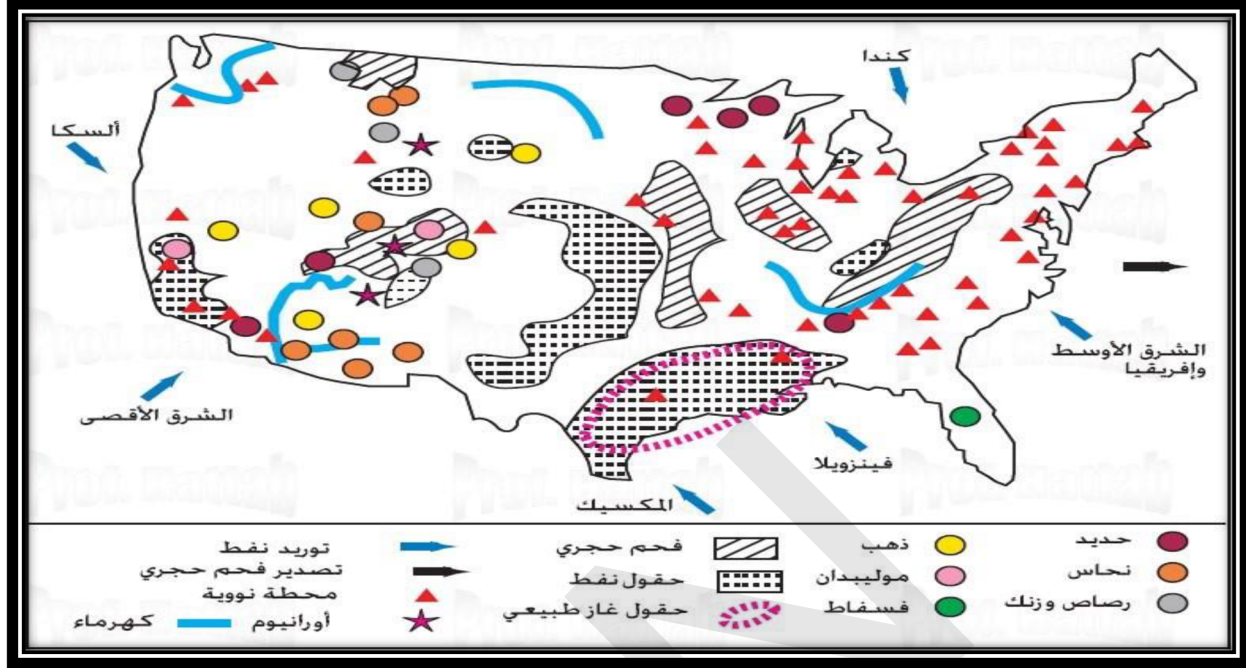 كندا
ألسكا
الشرق الأوسط
وإفريقيا
الشرق الأقصى
فينزويلا
المكسيك
حديد
نحاس
رصاص وزنك
ذهب
موليبدان
فسفاط
فحم حجري
حقول نفط
حقول غاز طبيعي
توريد نفط
تصدير فحم حجري
محطة نووية
أورانيوم
كهرماء